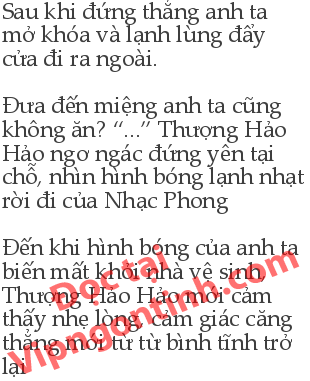 Sau khi đứng thẳng anh ta
mở khóa và lạnh lùng đẩy
cửa đi ra ngoài.
Đưa đến miệng anh ta cũng
không ăn? “...” Thượng Hảo
Hảo ngơ ngác đứng yên tại
chỗ, nhìn hình bóng lạnh nhạt
rời đi của Nhạc Phong
Đến khi hình bóng của anh ta
biến mất khỏi nhà vệ sinh,
Thượng Hảo Hảo mới cảm
thấy nhẹ lòng, cảm giác căng
thẳng mới từ từ bình tĩnh trở
lại
Đọc tại
Vipngontinh.com